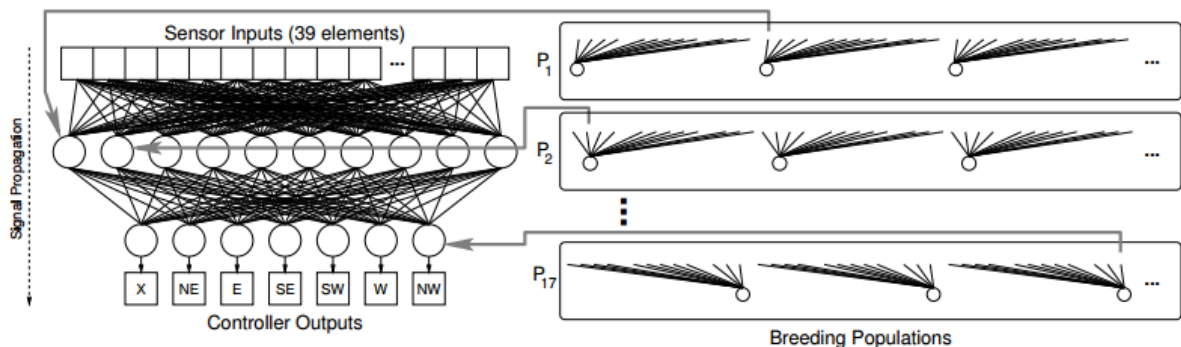 Sensor Inputs (39 elements)
...
Signal Propagation
X NE E SE SW W NW
Controller Outputs
P1
...
P2
...
P17
...
Breeding Populations